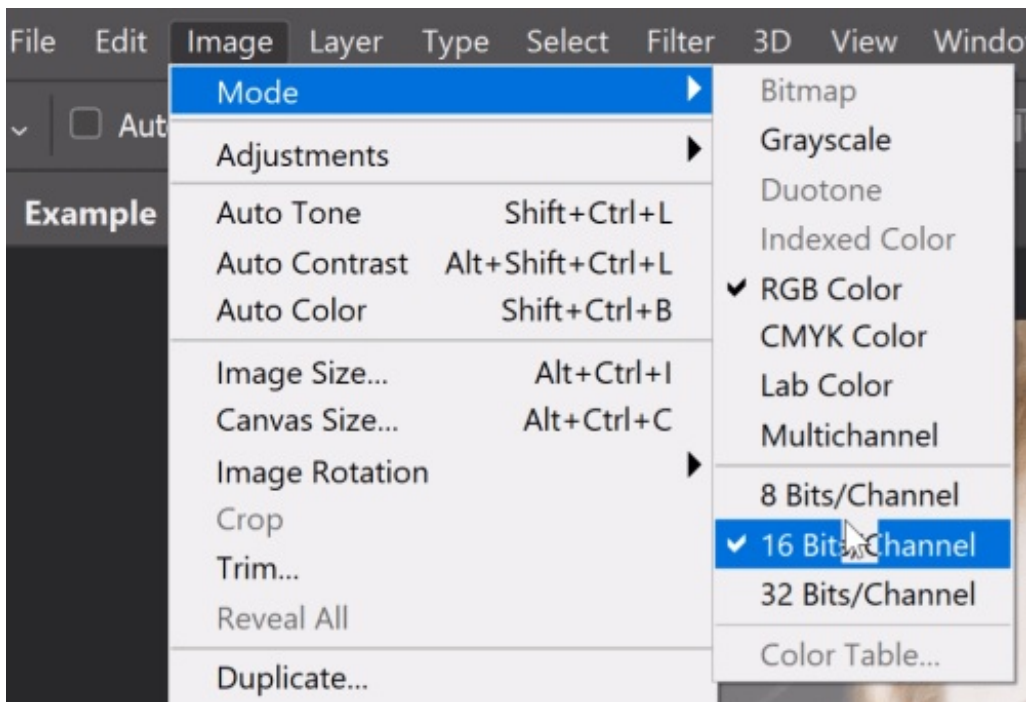 File Edit Image Layer Type Select Filter 3D View Windo
Aut
Example
Mode
Adjustments
Auto Tone Shift+Ctrl+L
Auto Contrast Alt+Shift+Ctrl+L
Auto Color Shift+Ctrl+B
Image Size... Alt+Ctrl+I
Canvas Size... Alt+Ctrl+C
Image Rotation
Crop
Trim...
Reveal All
Duplicate...
Bitmap
Grayscale
Duotone
Indexed Color
RGB Color
CMYK Color
Lab Color
Multichannel
8 Bits/Channel
16 Bits/Channel
32 Bits/Channel
Color Table...